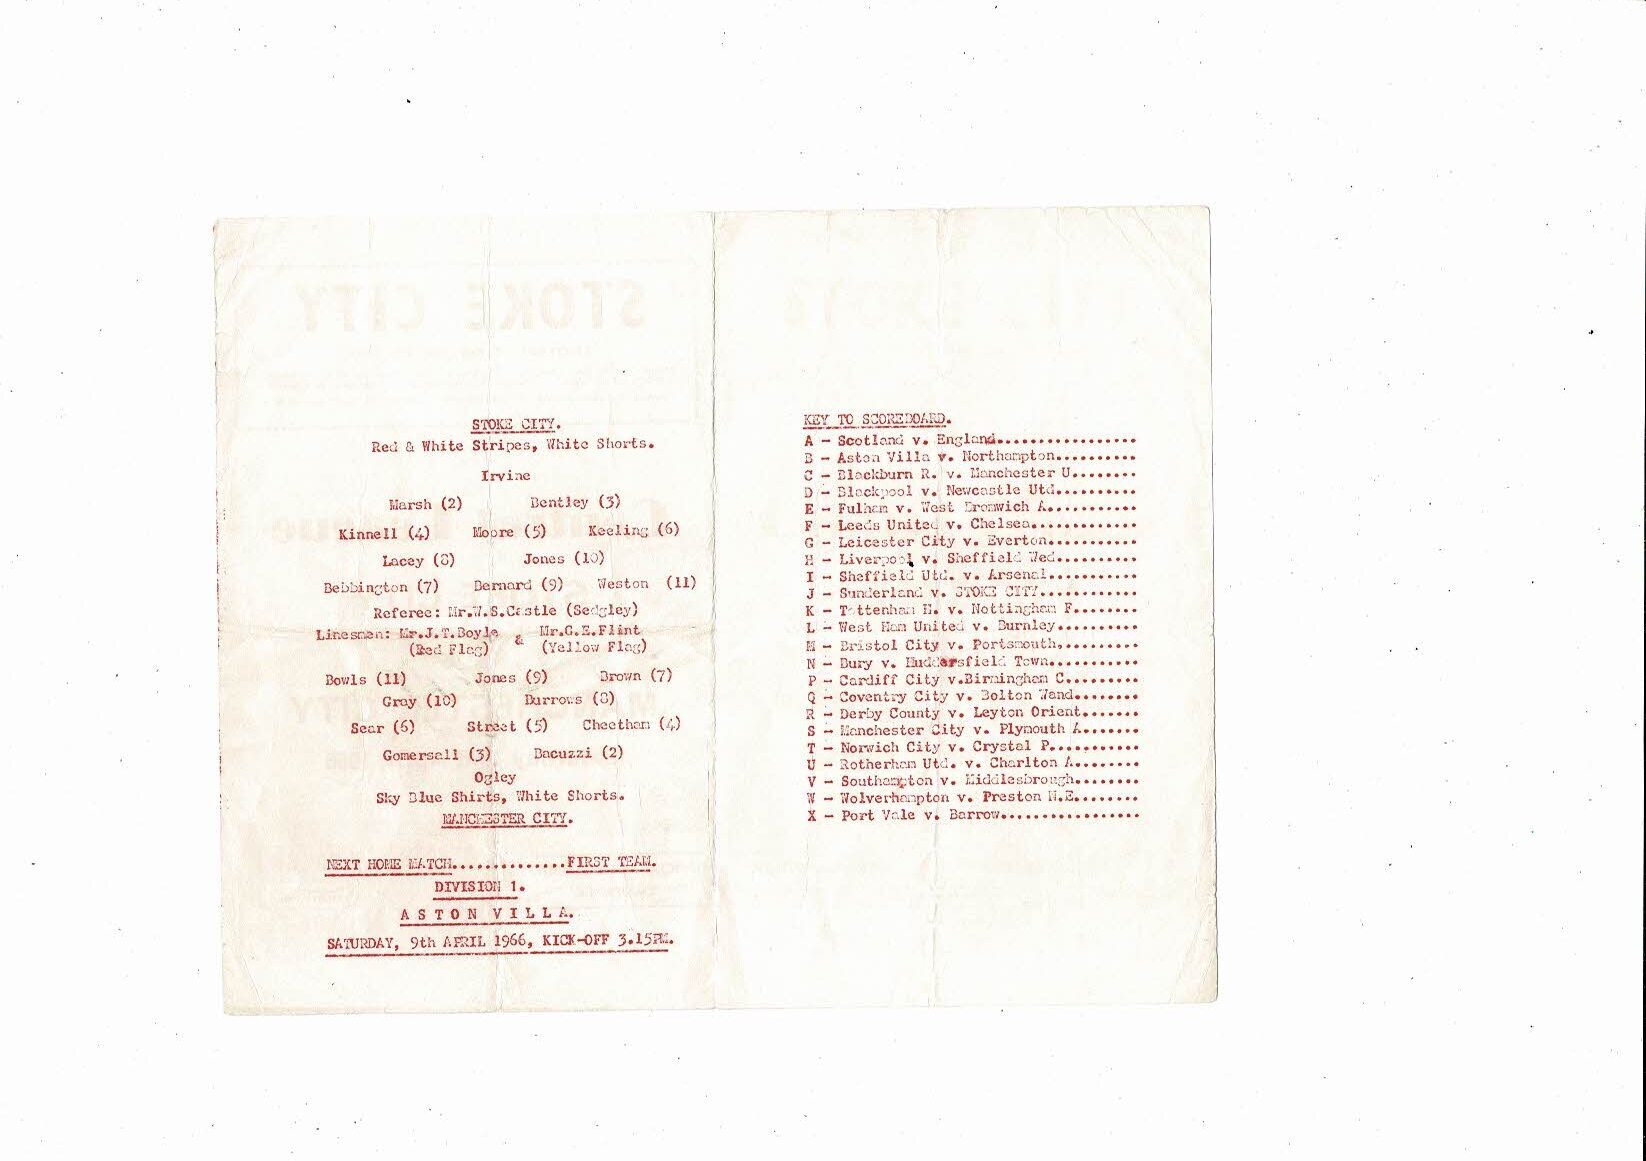 STOKE CITY.
Red & White Stripes, White Shorts.
Irvine
Marsh (2) Bentley (3)
Kinnell (4) Moore (5) Keeling (6)
Lacey (8) Jones (10)
Bebbington (7) Bernard (9) Weston (11)
Referee: Mr.W.S.Castle (Sedgley)
Linesmen: Mr.J.T.Boyle & Mr.G.E.Flint
(Red Flag) (Yellow Flag)
Bowls (11) Jones (9) Brown (7)
Gray (10) Burrows (8)
Sear (6) Street (5) Cheetham (4)
Gomersall (3) Bacuzzi (2)
Ogley
Sky Blue Shirts, White Shorts.
MANCHESTER CITY.
NEXT HOME MATCH..............FIRST TEAM.
DIVISION 1.
A S T O N V I L L A.
SATURDAY, 9th APRIL 1966, KICK-OFF 3.15PM.
KEY TO SCOREBOARD.
A - Scotland v. England.................
B - Aston Villa v. Northampton..........
C - Blackburn R. v. Manchester U........
D - Blackpool v. Newcastle Utd..........
E - Fulham v. West Bromwich A...........
F - Leeds United v. Chelsea.............
G - Leicester City v. Everton...........
H - Liverpool v. Sheffield Wed..........
I - Sheffield Utd. v. Arsenal...........
J - Sunderland v. STOKE CITY............
K - Tottenham H. v. Nottingham F........
L - West Ham United v. Burnley..........
M - Bristol City v. Portsmouth..........
N - Bury v. Huddersfield Town...........
P - Cardiff City v.Birmingham C.........
Q - Coventry City v. Bolton Wand........
R - Derby County v. Leyton Orient.......
S - Manchester City v. Plymouth A.......
T - Norwich City v. Crystal P...........
U - Rotherham Utd. v. Charlton A........
V - Southampton v. Middlesbrough........
W - Wolverhampton v. Preston N.E........
X - Port Vale v. Barrow.................